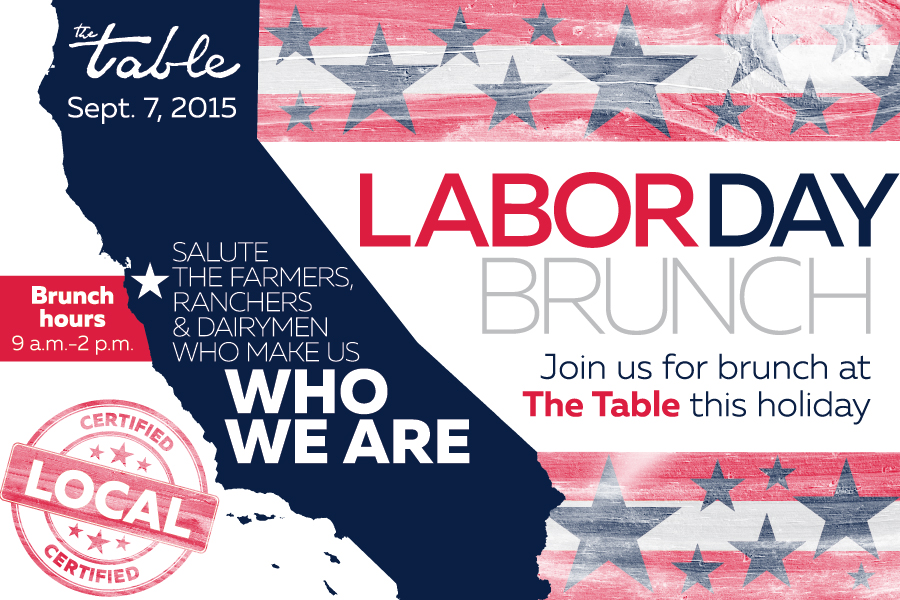 the table
Sept. 7, 2015
LABOR DAY
BRUNCH
SALUTE
THE FARMERS,
RANCHERS
& DAIRYMEN
WHO MAKE US
WHO
WE ARE
Brunch
hours
9 a.m.-2 p.m.
Join us for brunch at
The Table this holiday
CERTIFIED
LOCAL
CERTIFIED